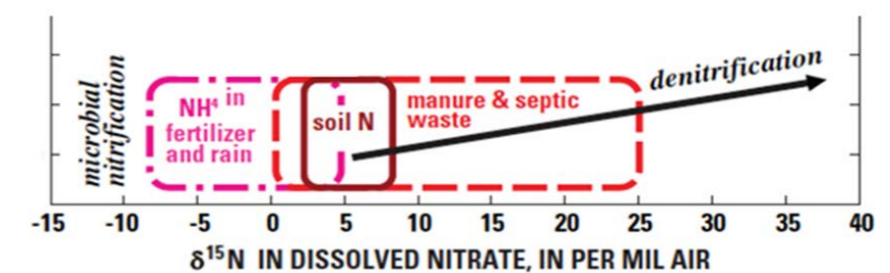 microbial
nitrification
NH⁴ in
fertilizer
and rain
soil N
manure & septic
waste
denitrification
-15 -10 -5 0 5 10 15 20 25 30 35 40
δ¹⁵N IN DISSOLVED NITRATE, IN PER MIL AIR